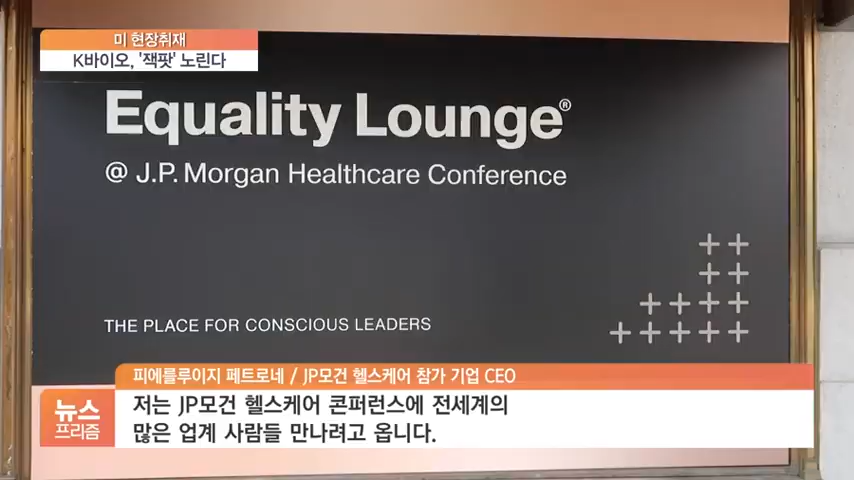 미 현장취재
K바이오, '잭팟' 노린다
Equality Lounge®
@ J.P. Morgan Healthcare Conference
THE PLACE FOR CONSCIOUS LEADERS
피에를루이지 페트로네 / JP모건 헬스케어 참가 기업 CEO
뉴스
프리즘
저는 JP모건 헬스케어 콘퍼런스에 전세계의
많은 업계 사람들 만나려고 옵니다.